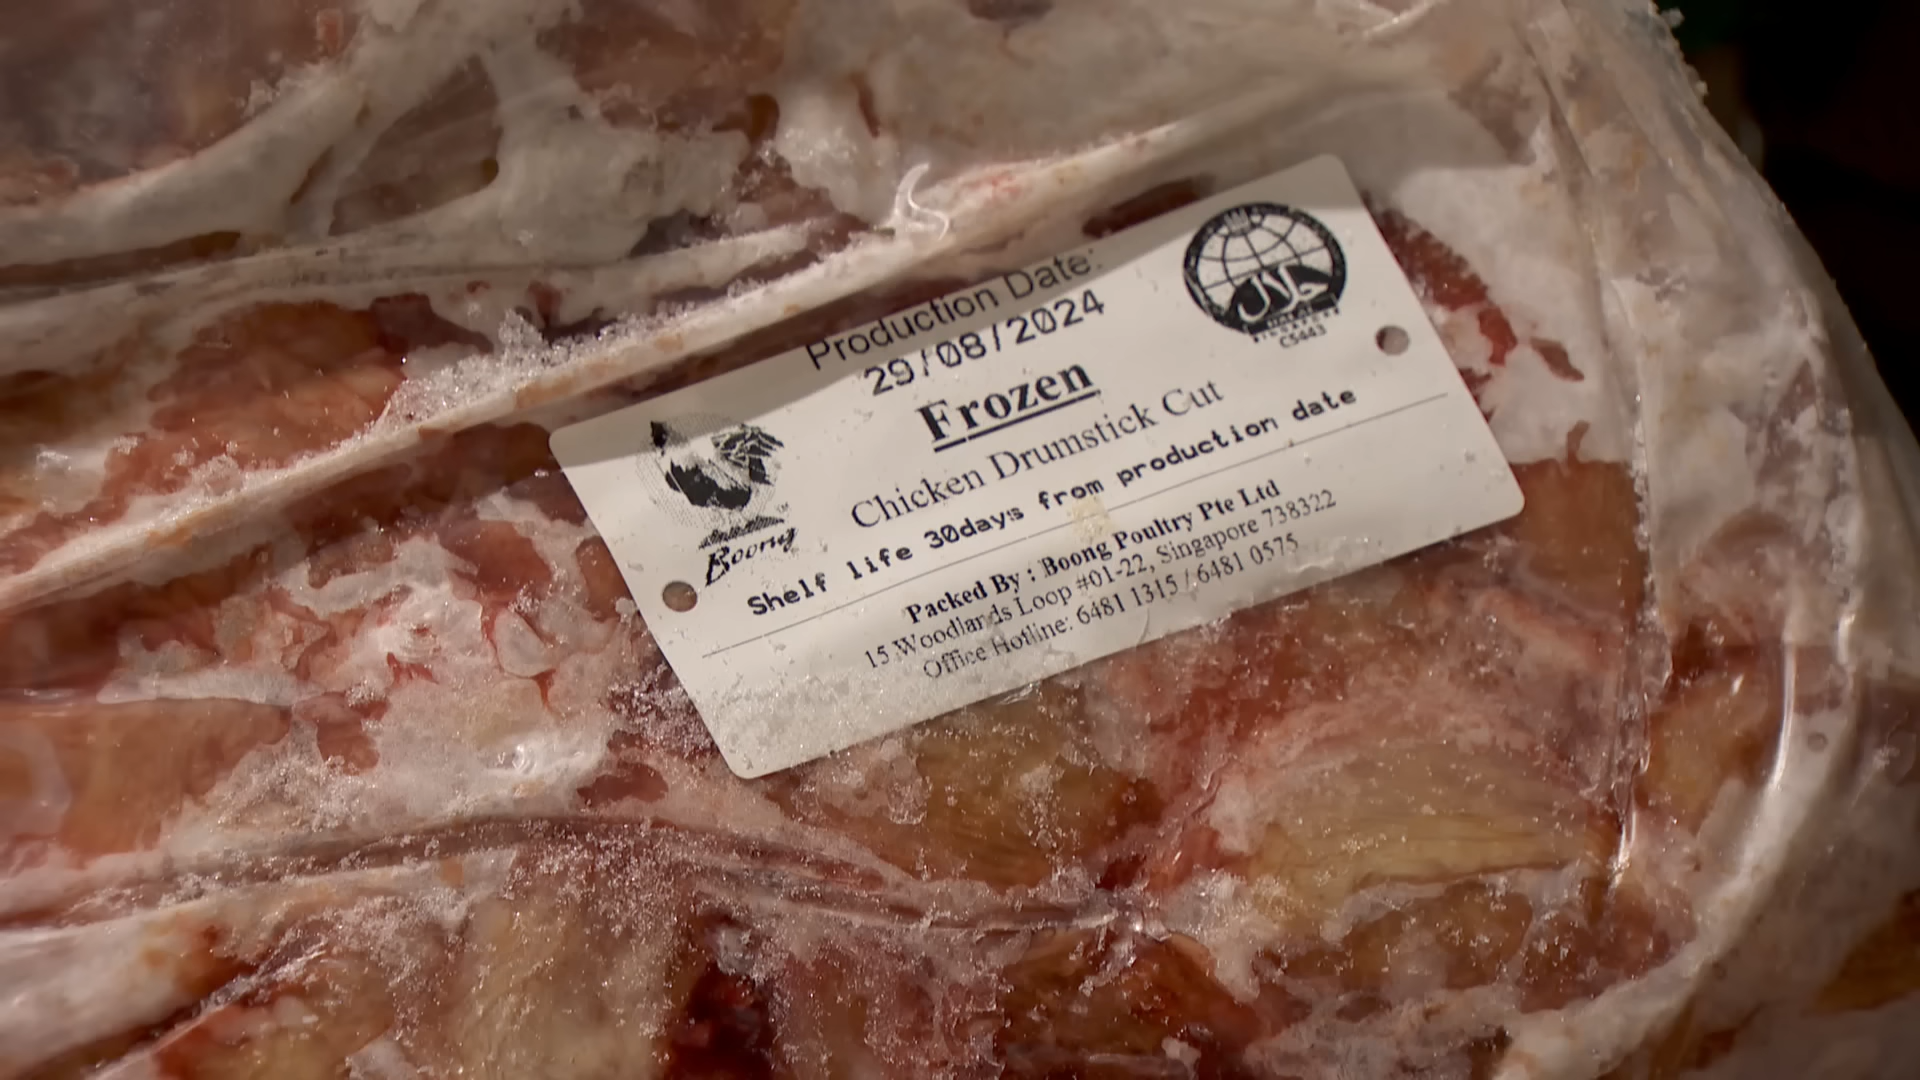 Production Date:
29/08/2024
Frozen
Chicken Drumstick Cut
Shelf life 30days from production date
Boong
Packed By : Boong Poultry Pte Ltd
15 Woodlands Loop #01-22, Singapore 738322
Office Hotline: 6481 1315 / 6481 0575